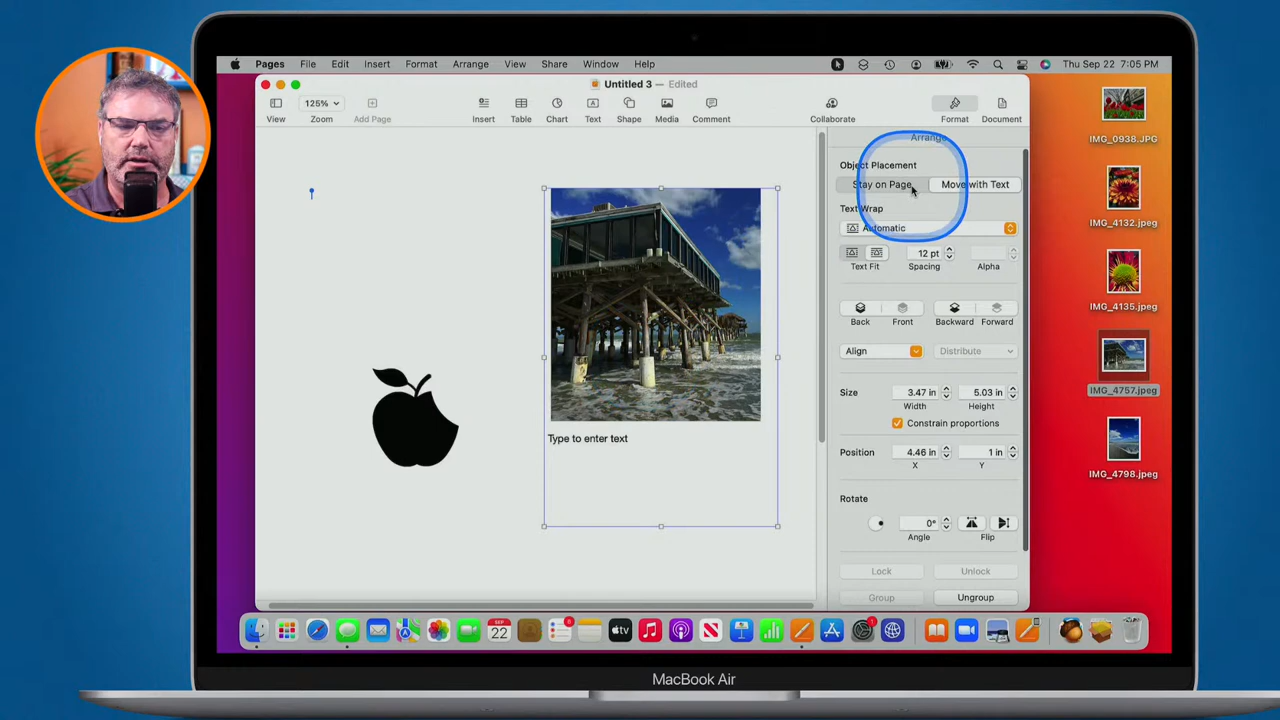 Pages File Edit Insert Format Arrange View Share Window Help Thu Sep 22 7:05 PM
Untitled 3 — Edited
125%
View Zoom Add Page Insert Table Chart Text Shape Media Comment Collaborate Format Document
Arrange
Object Placement
Stay on Page Move with Text
Text Wrap
Automatic
12 pt
Text Fit Spacing Alpha
Back Front Backward Forward
Align Distribute
Size 3.47 in 5.03 in
Width Height
Constrain proportions
Position 4.46 in 1 in
X Y
Rotate 0°
Angle Flip
Lock Unlock
Group Ungroup
Type to enter text
IMG_0938.JPG
IMG_4132.jpeg
IMG_4135.jpeg
IMG_4757.jpeg
IMG_4798.jpeg
SEP
22
tv
MacBook Air